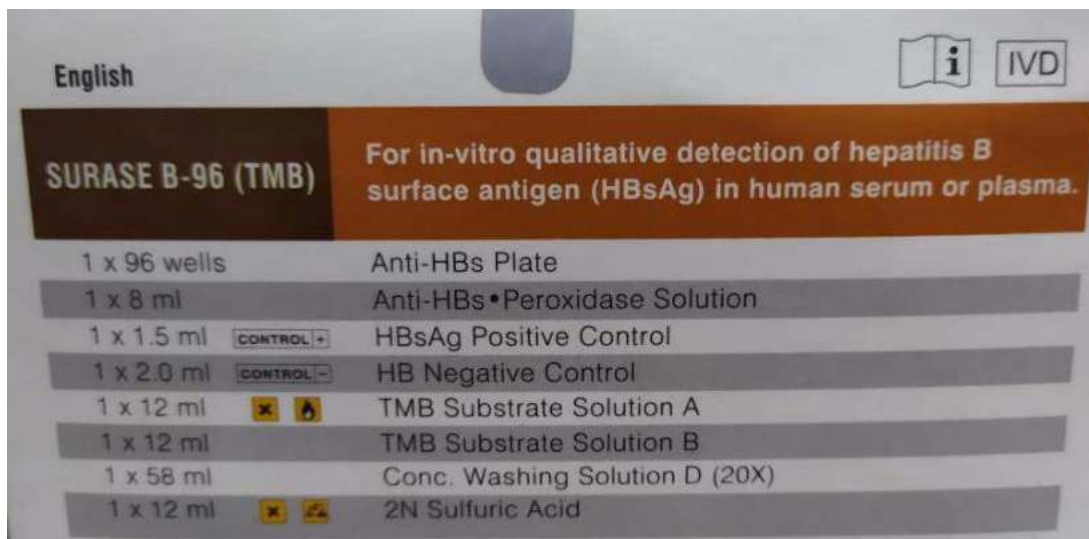 English
i IVD
SURASE B-96 (TMB)
For in-vitro qualitative detection of hepatitis B
surface antigen (HBsAg) in human serum or plasma.
1 x 96 wells Anti-HBs Plate
1 x 8 ml Anti-HBs•Peroxidase Solution
1 x 1.5 ml CONTROL + HBsAg Positive Control
1 x 2.0 ml CONTROL - HB Negative Control
1 x 12 ml TMB Substrate Solution A
1 x 12 ml TMB Substrate Solution B
1 x 58 ml Conc. Washing Solution D (20X)
1 x 12 ml 2N Sulfuric Acid